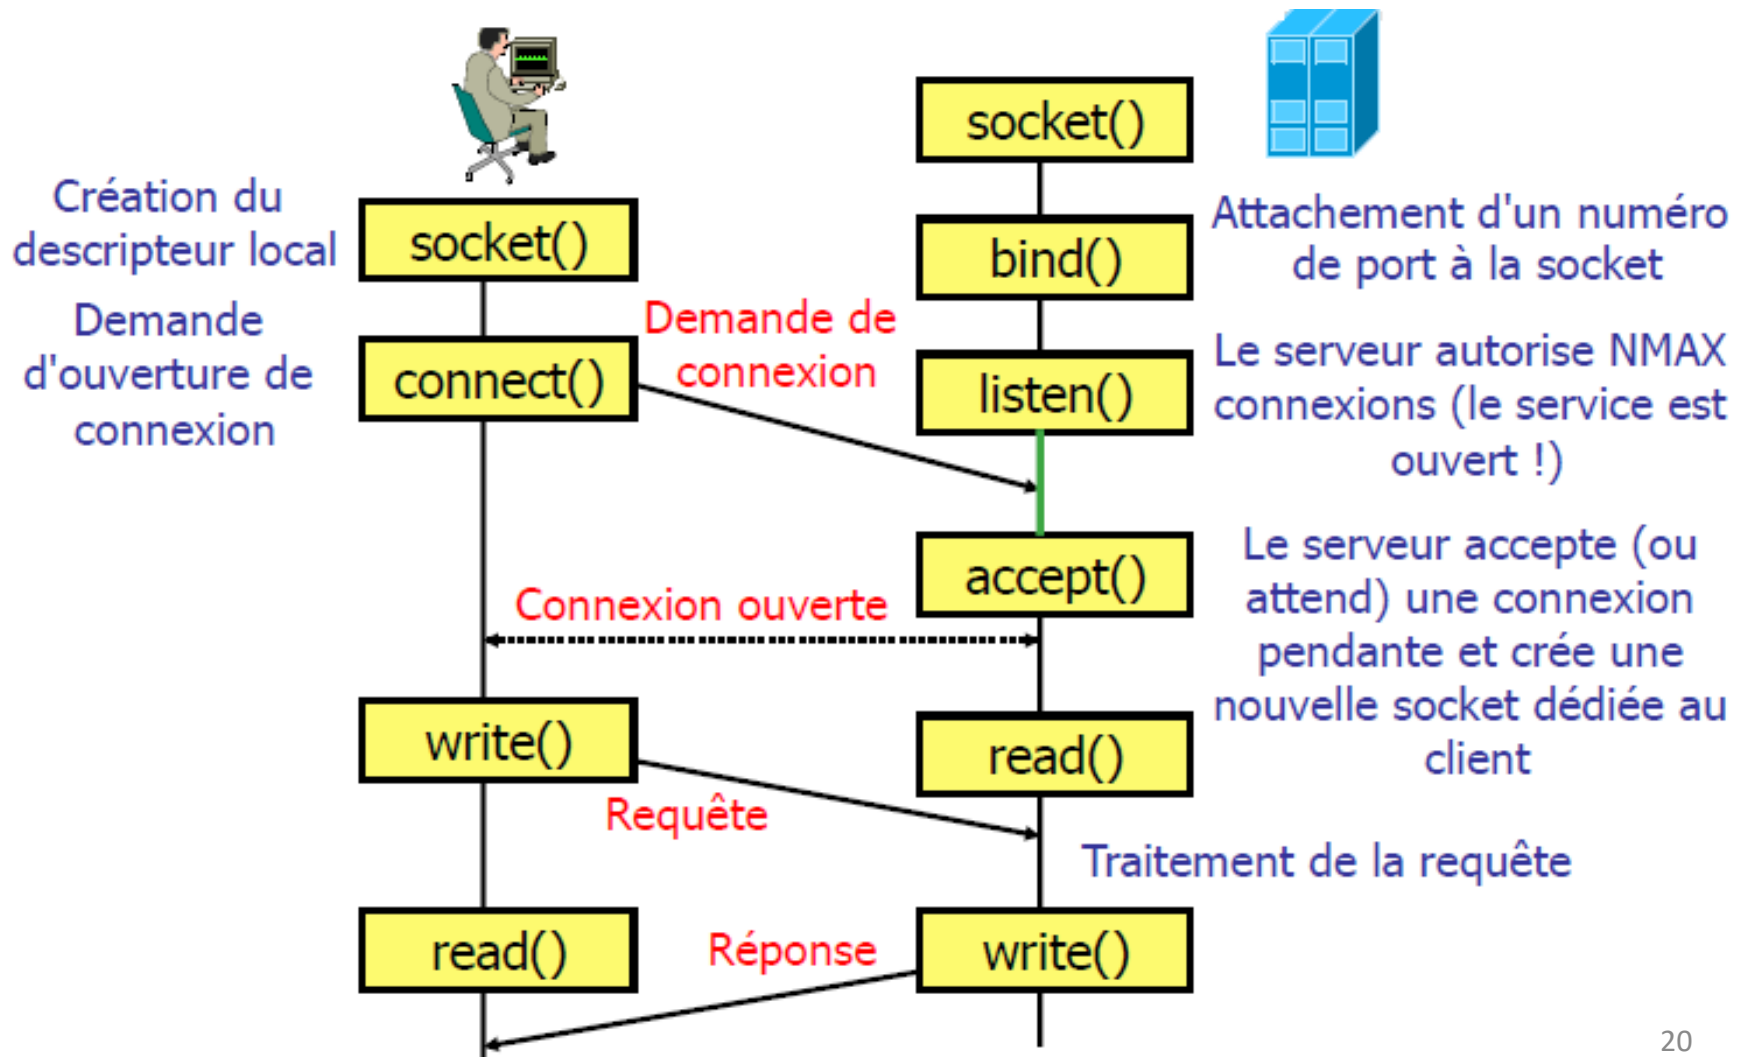 socket()
Création du
descripteur local
socket()
Attachement d'un numéro
de port à la socket
bind()
Demande
d'ouverture de
connexion
connect()
Demande de
connexion
listen()
Le serveur autorise NMAX
connexions (le service est
ouvert !)
accept()
Le serveur accepte (ou
attend) une connexion
pendante et crée une
nouvelle socket dédiée au
client
Connexion ouverte
write()
read()
Requête
Traitement de la requête
read()
Réponse
write()
20